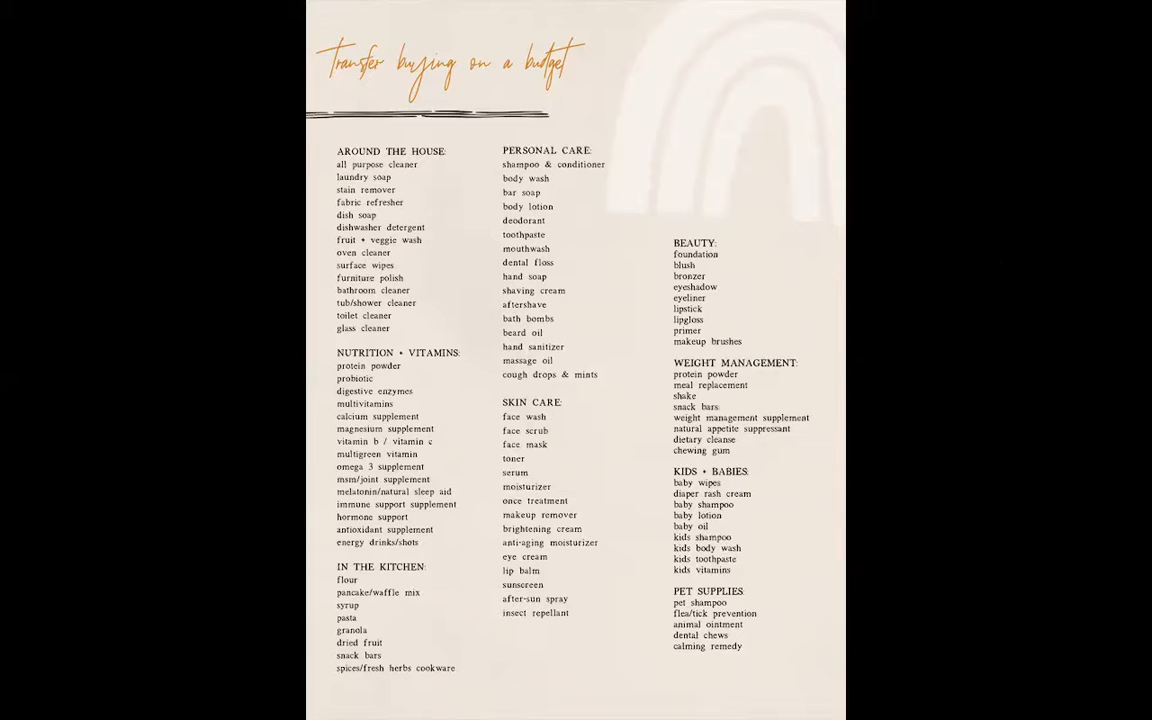 transfer buying on a budget
AROUND THE HOUSE:
all purpose cleaner
laundry soap
stain remover
fabric refresher
dish soap
dishwasher detergent
fruit + veggie wash
oven cleaner
surface wipes
furniture polish
bathroom cleaner
tub/shower cleaner
toilet cleaner
glass cleaner
NUTRITION + VITAMINS:
protein powder
probiotic
digestive enzymes
multivitamins
calcium supplement
magnesium supplement
vitamin b / vitamin c
multigreen vitamin
omega 3 supplement
msm/joint supplement
melatonin/natural sleep aid
immune support supplement
hormone support
antioxidant supplement
energy drinks/shots
IN THE KITCHEN:
flour
pancake/waffle mix
syrup
pasta
granola
dried fruit
snack bars
spices/fresh herbs cookware
PERSONAL CARE:
shampoo & conditioner
body wash
bar soap
body lotion
deodorant
toothpaste
mouthwash
dental floss
hand soap
shaving cream
aftershave
bath bombs
beard oil
hand sanitizer
massage oil
cough drops & mints
SKIN CARE:
face wash
face scrub
face mask
toner
serum
moisturizer
once treatment
makeup remover
brightening cream
anti-aging moisturizer
eye cream
lip balm
sunscreen
after-sun spray
insect repellant
BEAUTY:
foundation
blush
bronzer
eyeshadow
eyeliner
lipstick
lipgloss
primer
makeup brushes
WEIGHT MANAGEMENT:
protein powder
meal replacement
shake
snack bars:
weight management supplement
natural appetite suppressant
dietary cleanse
chewing gum
KIDS + BABIES:
baby wipes
diaper rash cream
baby shampoo
baby lotion
baby oil
kids shampoo
kids body wash
kids toothpaste
kids vitamins
PET SUPPLIES:
pet shampoo
flea/tick prevention
animal ointment
dental chews
calming remedy